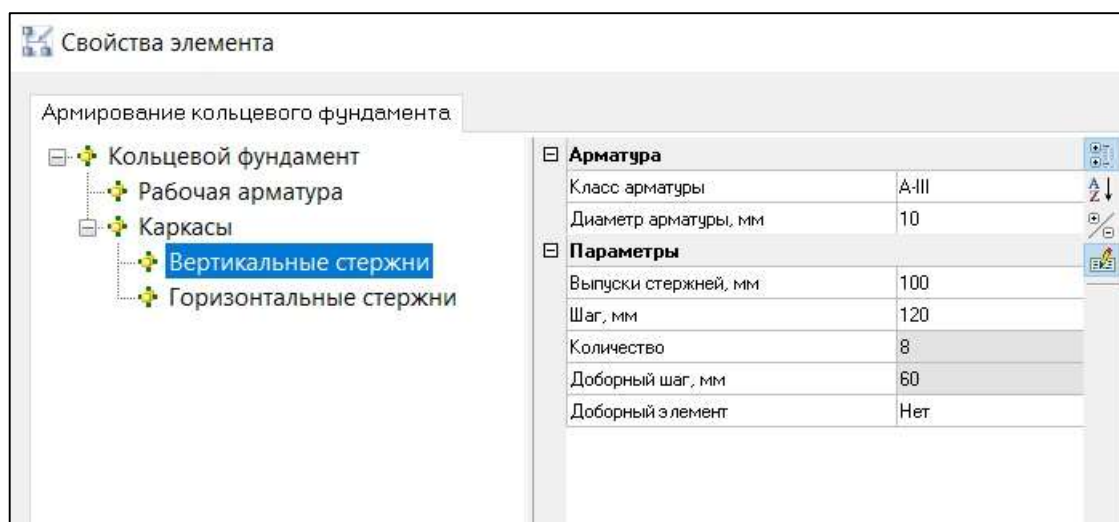 Свойства элемента
Армирование кольцевого фундамента
Кольцевой фундамент
Рабочая арматура
Каркасы
Вертикальные стержни
Горизонтальные стержни
Арматура
Класс арматуры A-III
Диаметр арматуры, мм 10
Параметры
Выпуски стержней, мм 100
Шаг, мм 120
Количество 8
Доборный шаг, мм 60
Доборный элемент Нет